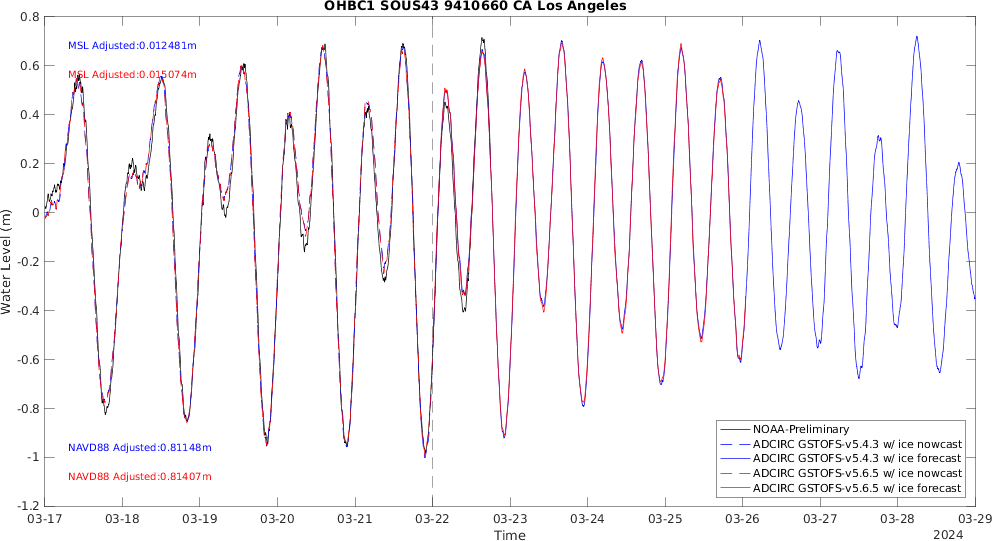 OHBC1 SOUS43 9410660 CA Los Angeles
0.8
0.6
0.4
0.2
0
-0.2
-0.4
-0.6
-0.8
-1
-1.2
Water Level (m)
MSL Adjusted:0.012481m
MSL Adjusted:0.015074m
NAVD88 Adjusted:0.81148m
NAVD88 Adjusted:0.81407m
NOAA-Preliminary
ADCIRC GSTOFS-v5.4.3 w/ ice nowcast
ADCIRC GSTOFS-v5.4.3 w/ ice forecast
ADCIRC GSTOFS-v5.6.5 w/ ice nowcast
ADCIRC GSTOFS-v5.6.5 w/ ice forecast
03-17 03-18 03-19 03-20 03-21 03-22 03-23 03-24 03-25 03-26 03-27 03-28 03-29
Time
2024